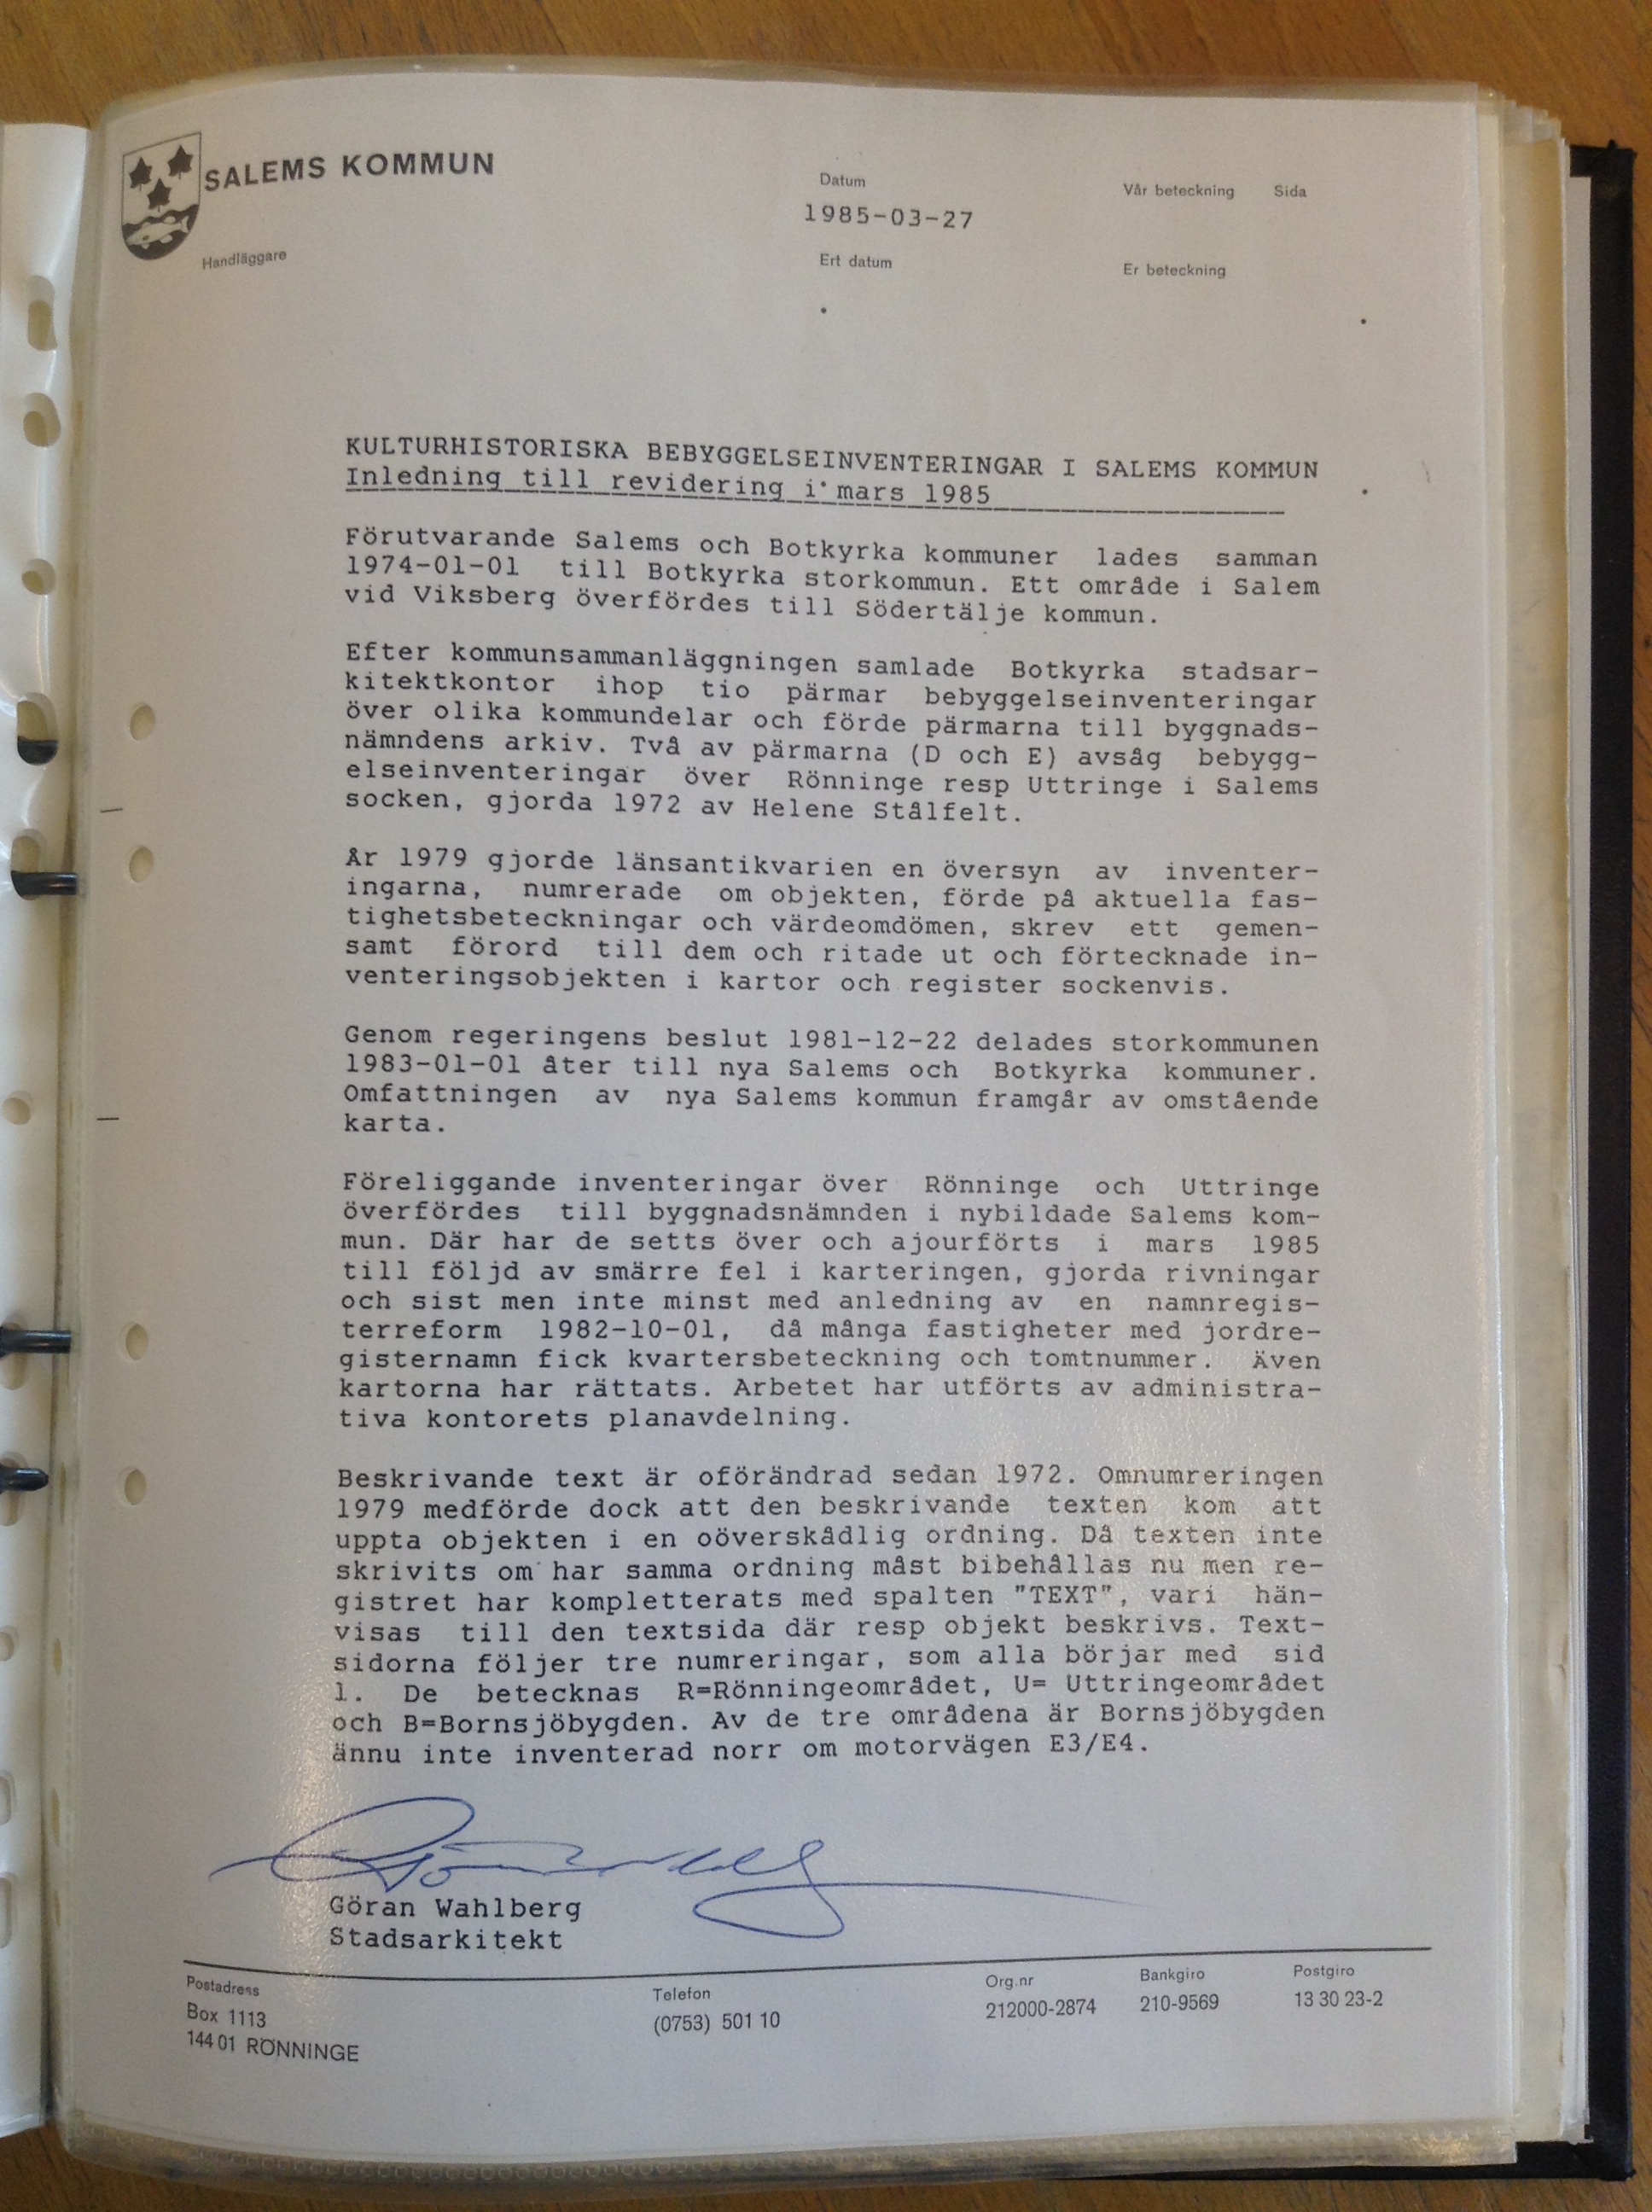 SALEMS KOMMUN
Handläggare
Datum
1985-03-27
Ert datum
Vår beteckning
Sida
Er beteckning
KULTURHISTORISKA BEBYGGELSEINVENTERINGAR I SALEMS KOMMUN
Inledning till revidering i mars 1985
Förutvarande Salems och Botkyrka kommuner lades samman
1974-01-01 till Botkyrka storkommun. Ett område i Salem
vid Viksberg överfördes till Södertälje kommun.
Efter kommunsammanläggningen samlade Botkyrka stadsar-
kitektkontor ihop tio pärmar bebyggelseinventeringar
över olika kommundelar och förde pärmarna till byggnads-
nämndens arkiv. Två av pärmarna (D och E) avsåg bebygg-
elseinventeringar över Rönninge resp Uttringe i Salems
socken, gjorda 1972 av Helene Stålfelt.
År 1979 gjorde länsantikvarien en översyn av inventer-
ingarna, numrerade om objekten, förde på aktuella fas-
tighetsbeteckningar och värdeomdömen, skrev ett gemen-
samt förord till dem och ritade ut och förtecknade in-
venteringsobjekten i kartor och register sockenvis.
Genom regeringens beslut 1981-12-22 delades storkommunen
1983-01-01 åter till nya Salems och Botkyrka kommuner.
Omfattningen av nya Salems kommun framgår av omstående
karta.
Föreliggande inventeringar över Rönninge och Uttringe
överfördes till byggnadsnämnden i nybildade Salems kom-
mun. Där har de setts över och ajourförts i mars 1985
till följd av smärre fel i karteringen, gjorda rivningar
och sist men inte minst med anledning av en namnregis-
terreform 1982-10-01, då många fastigheter med jordre-
gisternamn fick kvartersbeteckning och tomtnummer. Även
kartorna har rättats. Arbetet har utförts av administra-
tiva kontorets planavdelning.
Beskrivande text är oförändrad sedan 1972. Omnumreringen
1979 medförde dock att den beskrivande texten kom att
uppta objekten i en oöverskådlig ordning. Då texten inte
skrivits om har samma ordning måst bibehållas nu men re-
gistret har kompletterats med spalten "TEXT", vari hän-
visas till den textsida där resp objekt beskrivs. Text-
sidorna följer tre numreringar, som alla börjar med sid
1. De betecknas R=Rönningeområdet, U= Uttringeområdet
och B=Bornsjöbygden. Av de tre områdena är Bornsjöbygden
ännu inte inventerad norr om motorvägen E3/E4.
Göran Wahlberg
Stadsarkitekt
Postadress
Box 1113
144 01 RÖNNINGE
Telefon
(0753) 501 10
Org.nr
212000-2874
Bankgiro
210-9569
Postgiro
13 30 23-2